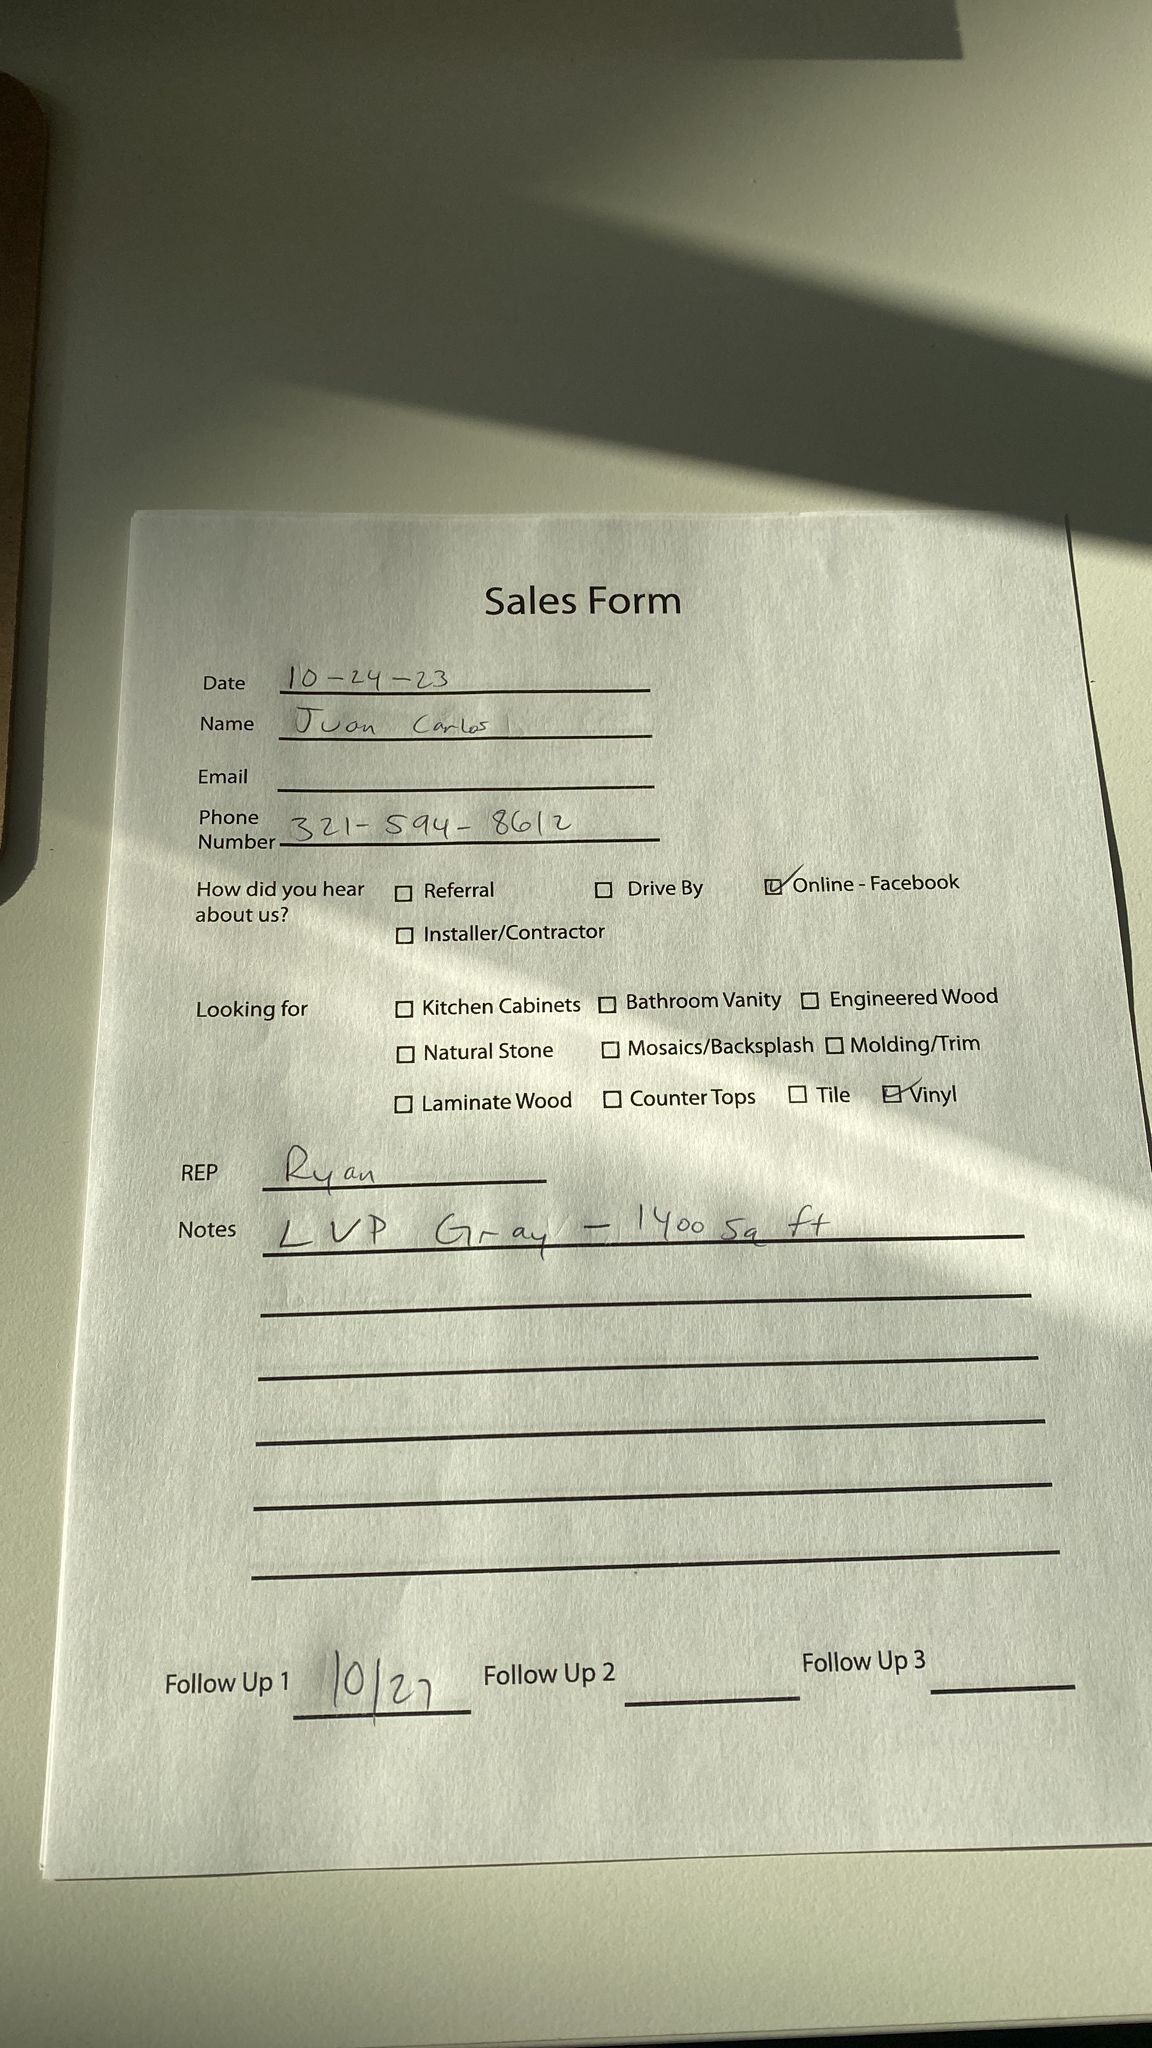 Sales Form
Date 10-24-23
Name Juan Carlos
Email
Phone
Number 321-594-8612
How did you hear ☐ Referral ☐ Drive By ☑ Online - Facebook
about us? ☐ Installer/Contractor
Looking for ☐ Kitchen Cabinets ☐ Bathroom Vanity ☐ Engineered Wood
☐ Natural Stone ☐ Mosaics/Backsplash ☐ Molding/Trim
☐ Laminate Wood ☐ Counter Tops ☐ Tile ☑ Vinyl
REP Ryan
Notes LVP Gray - 1400 Sq ft
Follow Up 1 10/27 Follow Up 2 Follow Up 3